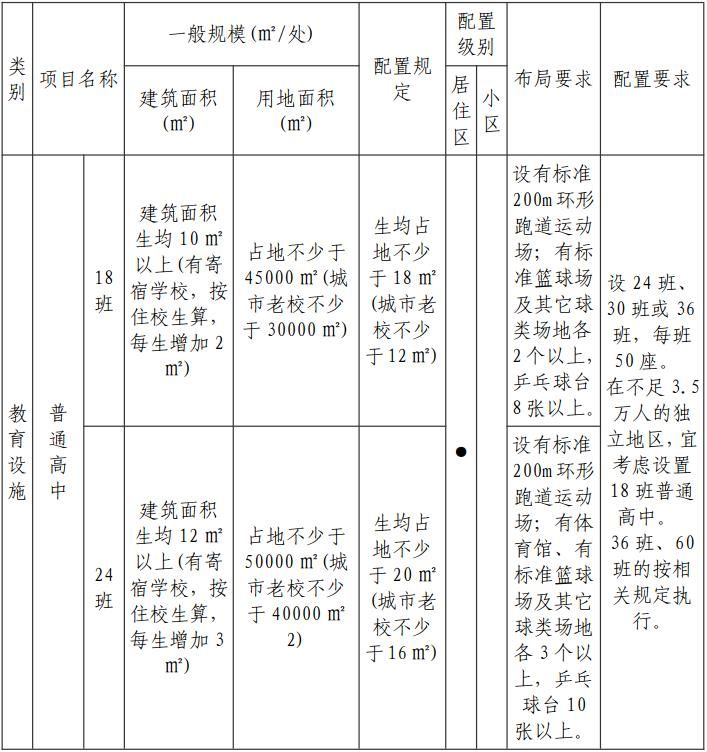 类
别
项目名称
一般规模(㎡/处)
建筑面积
(㎡)
用地面积
(㎡)
配置规
定
配置
级别
居
住
区
小
区
布局要求
配置要求
教
育
设
施
普
通
高
中
18
班
建筑面积
生均 10 ㎡
以上(有寄
宿学校，按
住校生算，
每生增加 2
㎡)
占地不少于
45000 ㎡(城
市老校不少
于 30000 ㎡)
生均占
地不少
于 18 ㎡
(城市老
校不少
于 12 ㎡)
●
设有标准
200m 环形
跑道运动
场；有标
准篮球场
及其它球
类场地各
2 个以上，
乒乓球台
8 张以上。
设 24 班、
30 班或 36
班，每班
50 座。
在不足 3.5
万人的独
立地区，宜
考虑设置
18 班普通
高中。
36 班、60
班的按相
关规定执
行。
24
班
建筑面积
生均 12 ㎡
以上(有寄
宿学校，按
住校生算，
每生增加 3
㎡)
占地不少于
50000 ㎡(城
市老校不少
于 40000 ㎡
2)
生均占
地不少
于 20 ㎡
(城市老
校不少
于 16 ㎡)
设有标准
200m 环形
跑道运动
场；有体
育馆、有
标准篮球
场及其它
球类场地
各 3 个以
上，乒乓
球台 10
张以上。